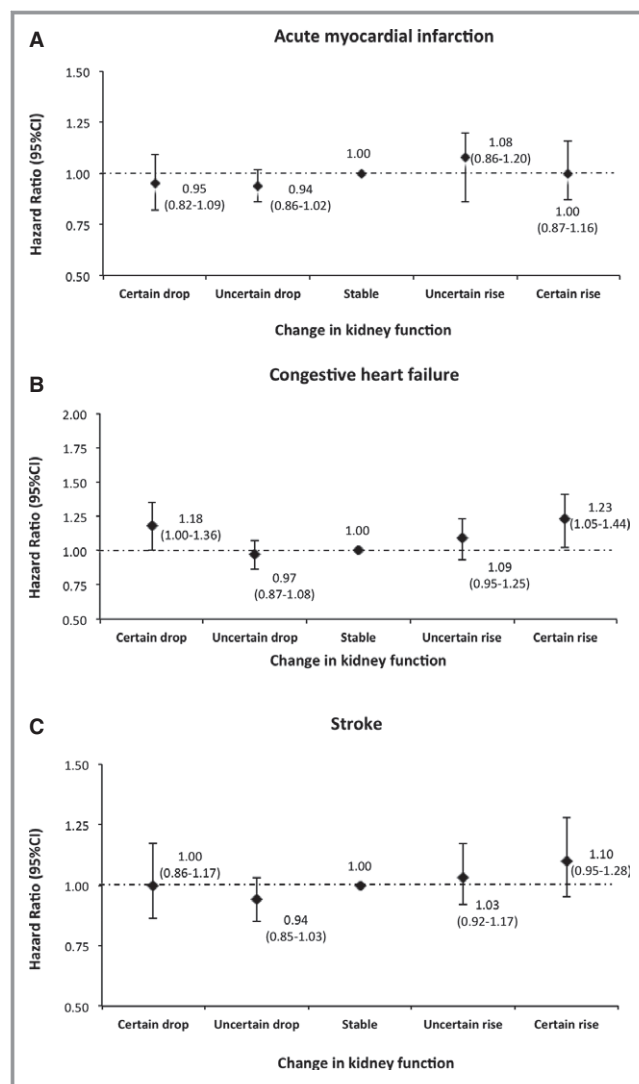 A
Acute myocardial infarction
Hazard Ratio (95%CI)
1.50
1.25
1.00
0.75
0.50
0.95
(0.82-1.09)
0.94
(0.86-1.02)
1.00
1.08
(0.86-1.20)
1.00
(0.87-1.16)
Certain drop Uncertain drop Stable Uncertain rise Certain rise
Change in kidney function
B
Congestive heart failure
Hazard Ratio (95%CI)
2.00
1.75
1.50
1.25
1.00
0.75
0.50
1.18
(1.00-1.36)
0.97
(0.87-1.08)
1.00
1.09
(0.95-1.25)
1.23
(1.05-1.44)
Certain drop Uncertain drop Stable Uncertain rise Certain rise
Change in kidney function
C
Stroke
Hazard Ratio (95%CI)
1.50
1.25
1.00
0.75
0.50
1.00
(0.86-1.17)
0.94
(0.85-1.03)
1.00
1.03
(0.92-1.17)
1.10
(0.95-1.28)
Certain drop Uncertain drop Stable Uncertain rise Certain rise
Change in kidney function